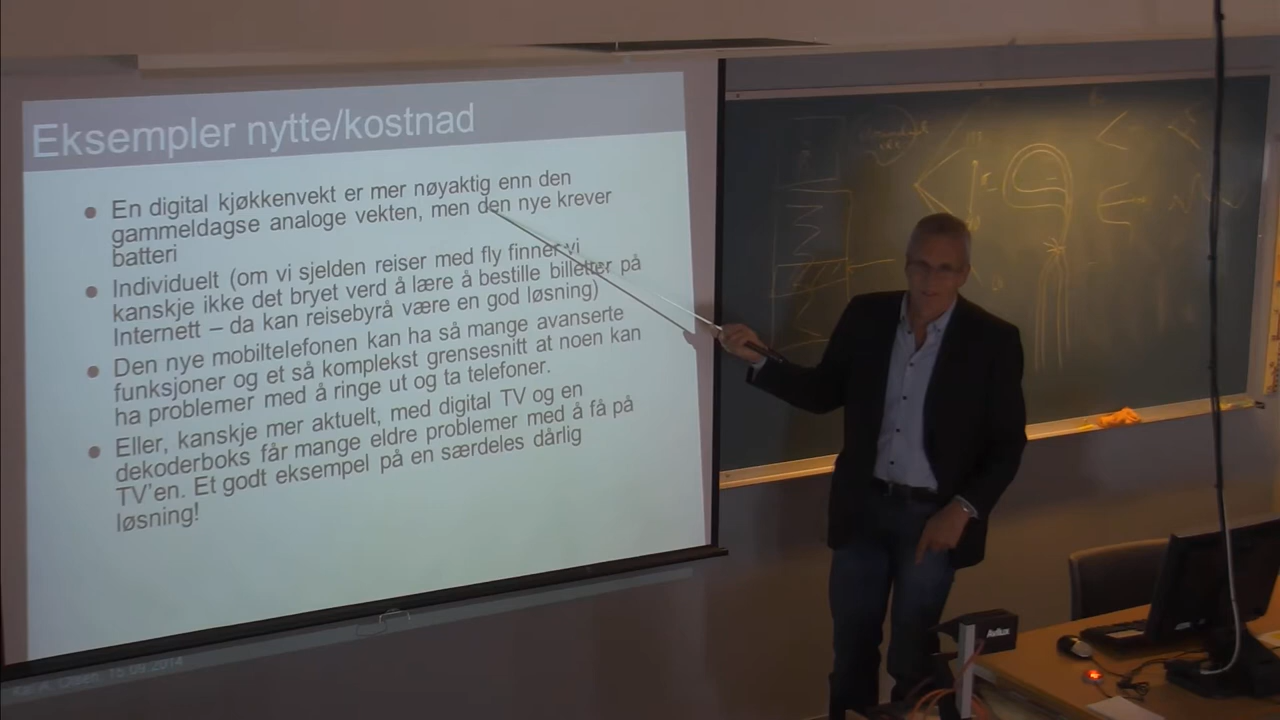 Eksempler nytte/kostnad
En digital kjøkkenvekt er mer nøyaktig enn den
gammeldagse analoge vekten, men den nye krever
batteri
Individuelt (om vi sjelden reiser med fly finner vi
kanskje ikke det bryet verd å lære å bestille billetter på
Internett – da kan reisebyrå være en god løsning)
Den nye mobiltelefonen kan ha så mange avanserte
funksjoner og et så komplekst grensesnitt at noen kan
ha problemer med å ringe ut og ta telefoner.
Eller, kanskje mer aktuelt, med digital TV og en
dekoderboks får mange eldre problemer med å få på
TV'en. Et godt eksempel på en særdeles dårlig
løsning!
Kai A. Olsen, 15.09.2014